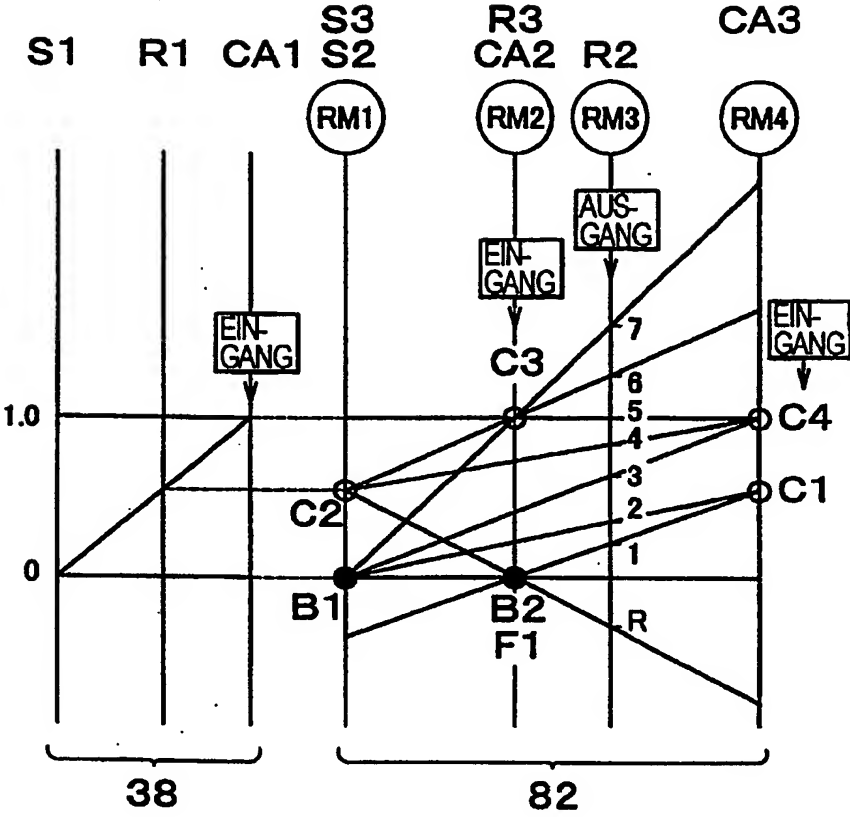 S3 R3 CA3
S1 R1 CA1 S2 CA2 R2
RM1 RM2 RM3 RM4
AUS-
GANG
EIN-
GANG
EIN-
GANG
EIN-
GANG
7
C3
6
1.0
5
C4
4
3
C2
C1
2
1
0
B1
B2
F1
R
38
82